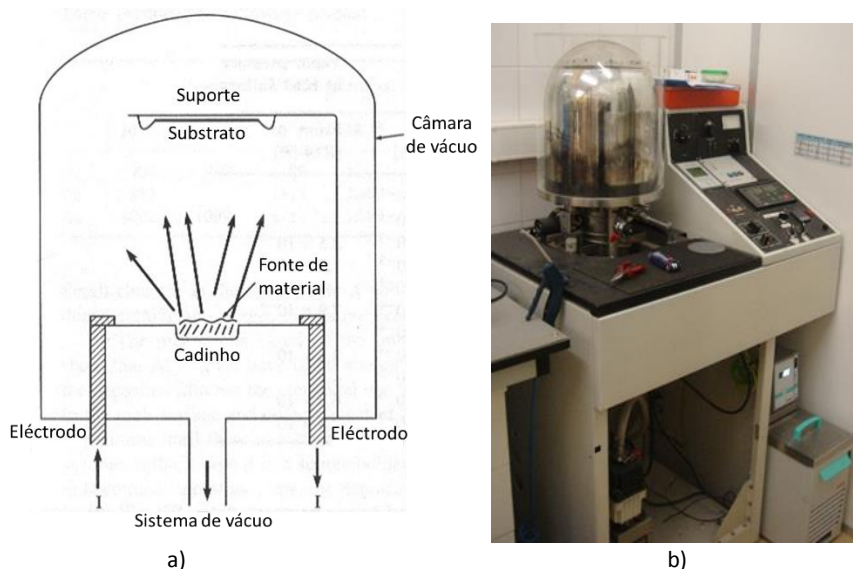 Suporte
Substrato
Câmara
de vácuo
Fonte de
material
Cadinho
Eléctrodo
Eléctrodo
I
I
Sistema de vácuo
a)
b)